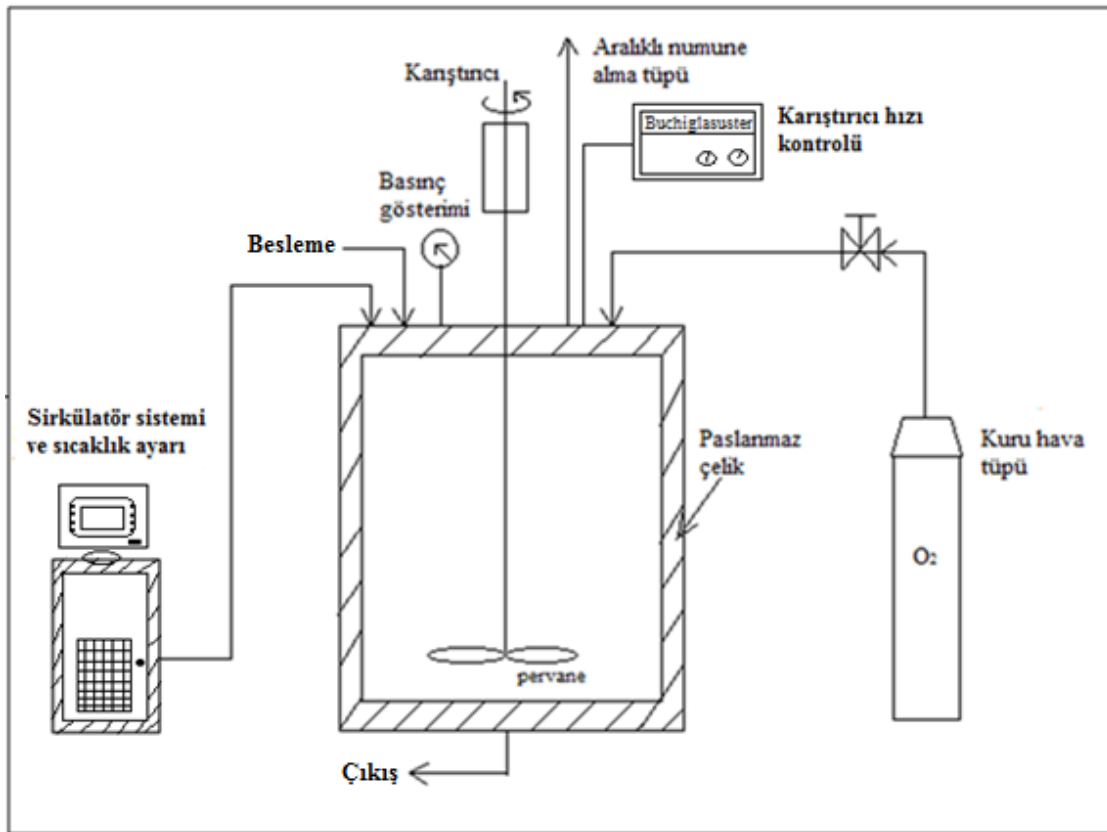 Karıştırıcı
Aralıklı numune
alma tüpü
Buchiglasuster
Karıştırıcı hızı
kontrolü
Basınç
gösterimi
Besleme
Sirkülatör sistemi
ve sıcaklık ayarı
Paslanmaz
çelik
Kuru hava
tüpü
O₂
pervane
Çıkış